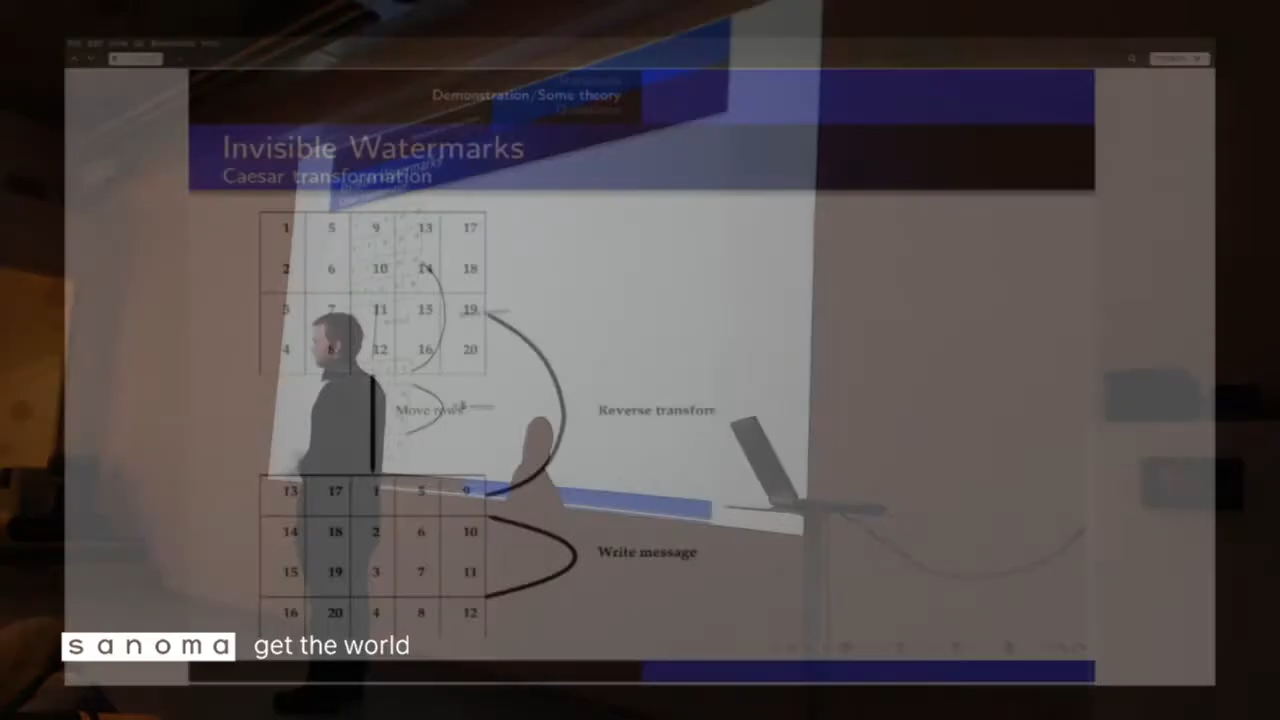 Demonstration/Some theory
Invisible Watermarks
Caesar transformation
1 5 9 13 17
2 6 10 14 18
3 7 11 15 19
4 8 12 16 20
Move rows
Reverse transform
13 17 1 5 9
14 18 2 6 10
15 19 3 7 11
16 20 4 8 12
Write message
sanoma get the world